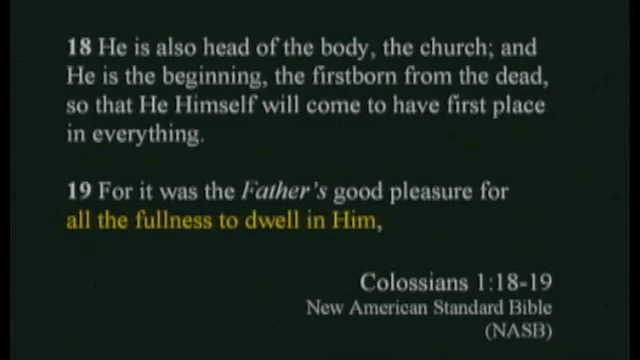 18 He is also head of the body, the church; and
He is the beginning, the firstborn from the dead,
so that He Himself will come to have first place
in everything.
19 For it was the Father's good pleasure for
all the fullness to dwell in Him,
Colossians 1:18-19
New American Standard Bible
(NASB)